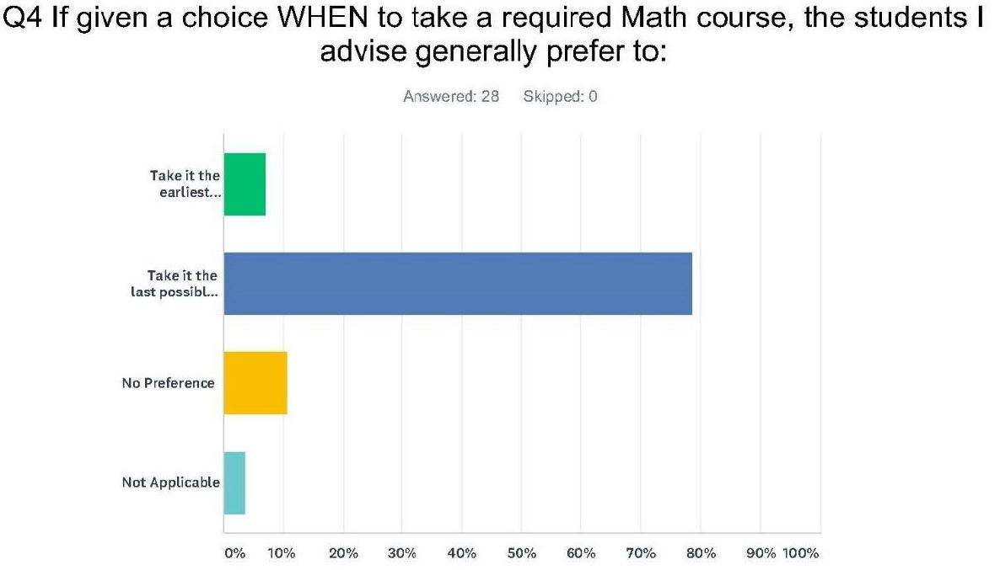 Q4 If given a choice WHEN to take a required Math course, the students I
advise generally prefer to:
Answered: 28 Skipped: 0
Take it the
earliest...
Take it the
last possibl...
No Preference
Not Applicable
0% 10% 20% 30% 40% 50% 60% 70% 80% 90% 100%